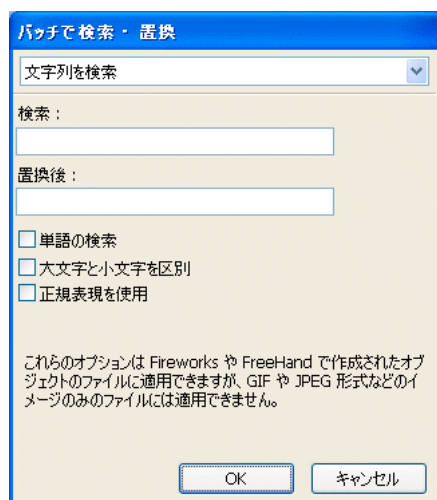 バッチで検索・ 置換
文字列を検索
検索：
置換後：
単語の検索
大文字と小文字を区別
正規表現を使用
これらのオプションは Fireworks や FreeHand で作成されたオブ
ジェクトのファイルに適用できますが、GIF や JPEG 形式などのイ
メージのみのファイルには適用できません。
OK キャンセル